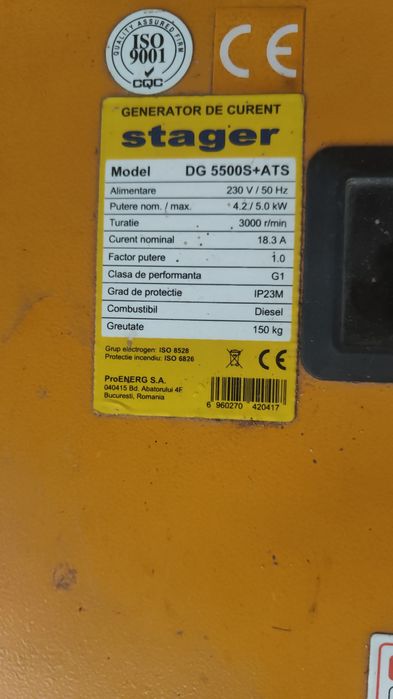 QUALITY ASSURED FIRM
ISO
9001
CQC
CE
GENERATOR DE CURENT
stager
Model DG 5500S+ATS
Alimentare 230 V / 50 Hz
Putere nom. / max. 4.2 / 5.0 kW
Turatie 3000 r/min
Curent nominal 18.3 A
Factor putere 1.0
Clasa de performanta G1
Grad de protectie IP23M
Combustibil Diesel
Greutate 150 kg
Grup electrogen: ISO 8528
Protectie incendiu: ISO 6826
CE
ProENERG S.A.
040415 Bd. Abatorului 4F
Bucuresti, Romania
6 960270 420417